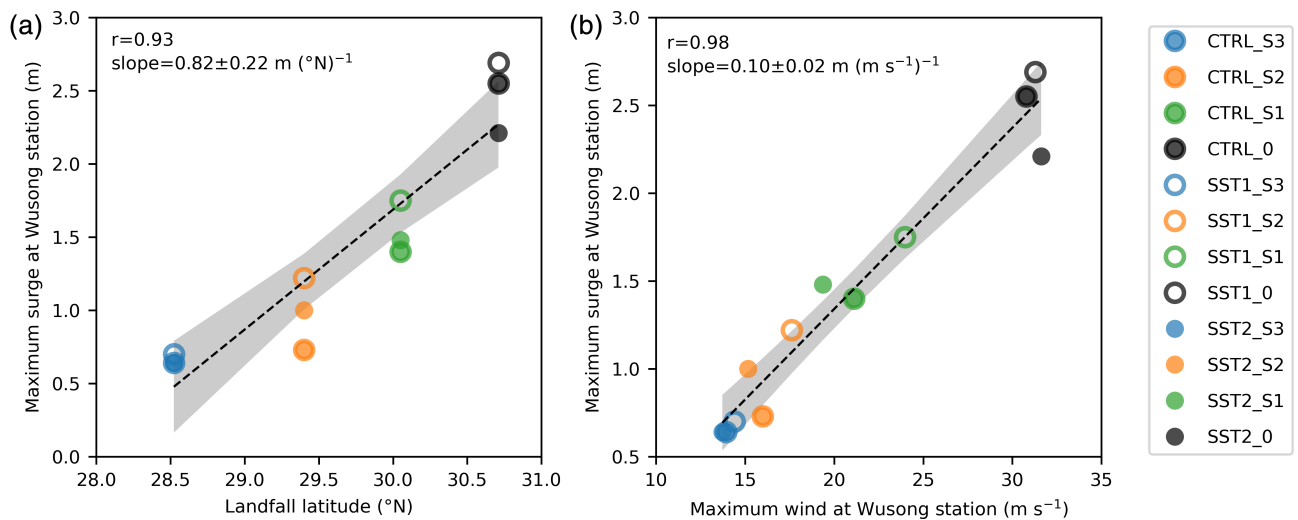 (a)
r=0.93
slope=0.82±0.22 m (°N)⁻¹
Maximum surge at Wusong station (m)
3.0
2.5
2.0
1.5
1.0
0.5
0.0
28.0 28.5 29.0 29.5 30.0 30.5 31.0
Landfall latitude (°N)
(b)
r=0.98
slope=0.10±0.02 m (m s⁻¹)⁻¹
Maximum surge at Wusong station (m)
3.0
2.5
2.0
1.5
1.0
0.5
10 15 20 25 30 35
Maximum wind at Wusong station (m s⁻¹)
CTRL_S3
CTRL_S2
CTRL_S1
CTRL_0
SST1_S3
SST1_S2
SST1_S1
SST1_0
SST2_S3
SST2_S2
SST2_S1
SST2_0